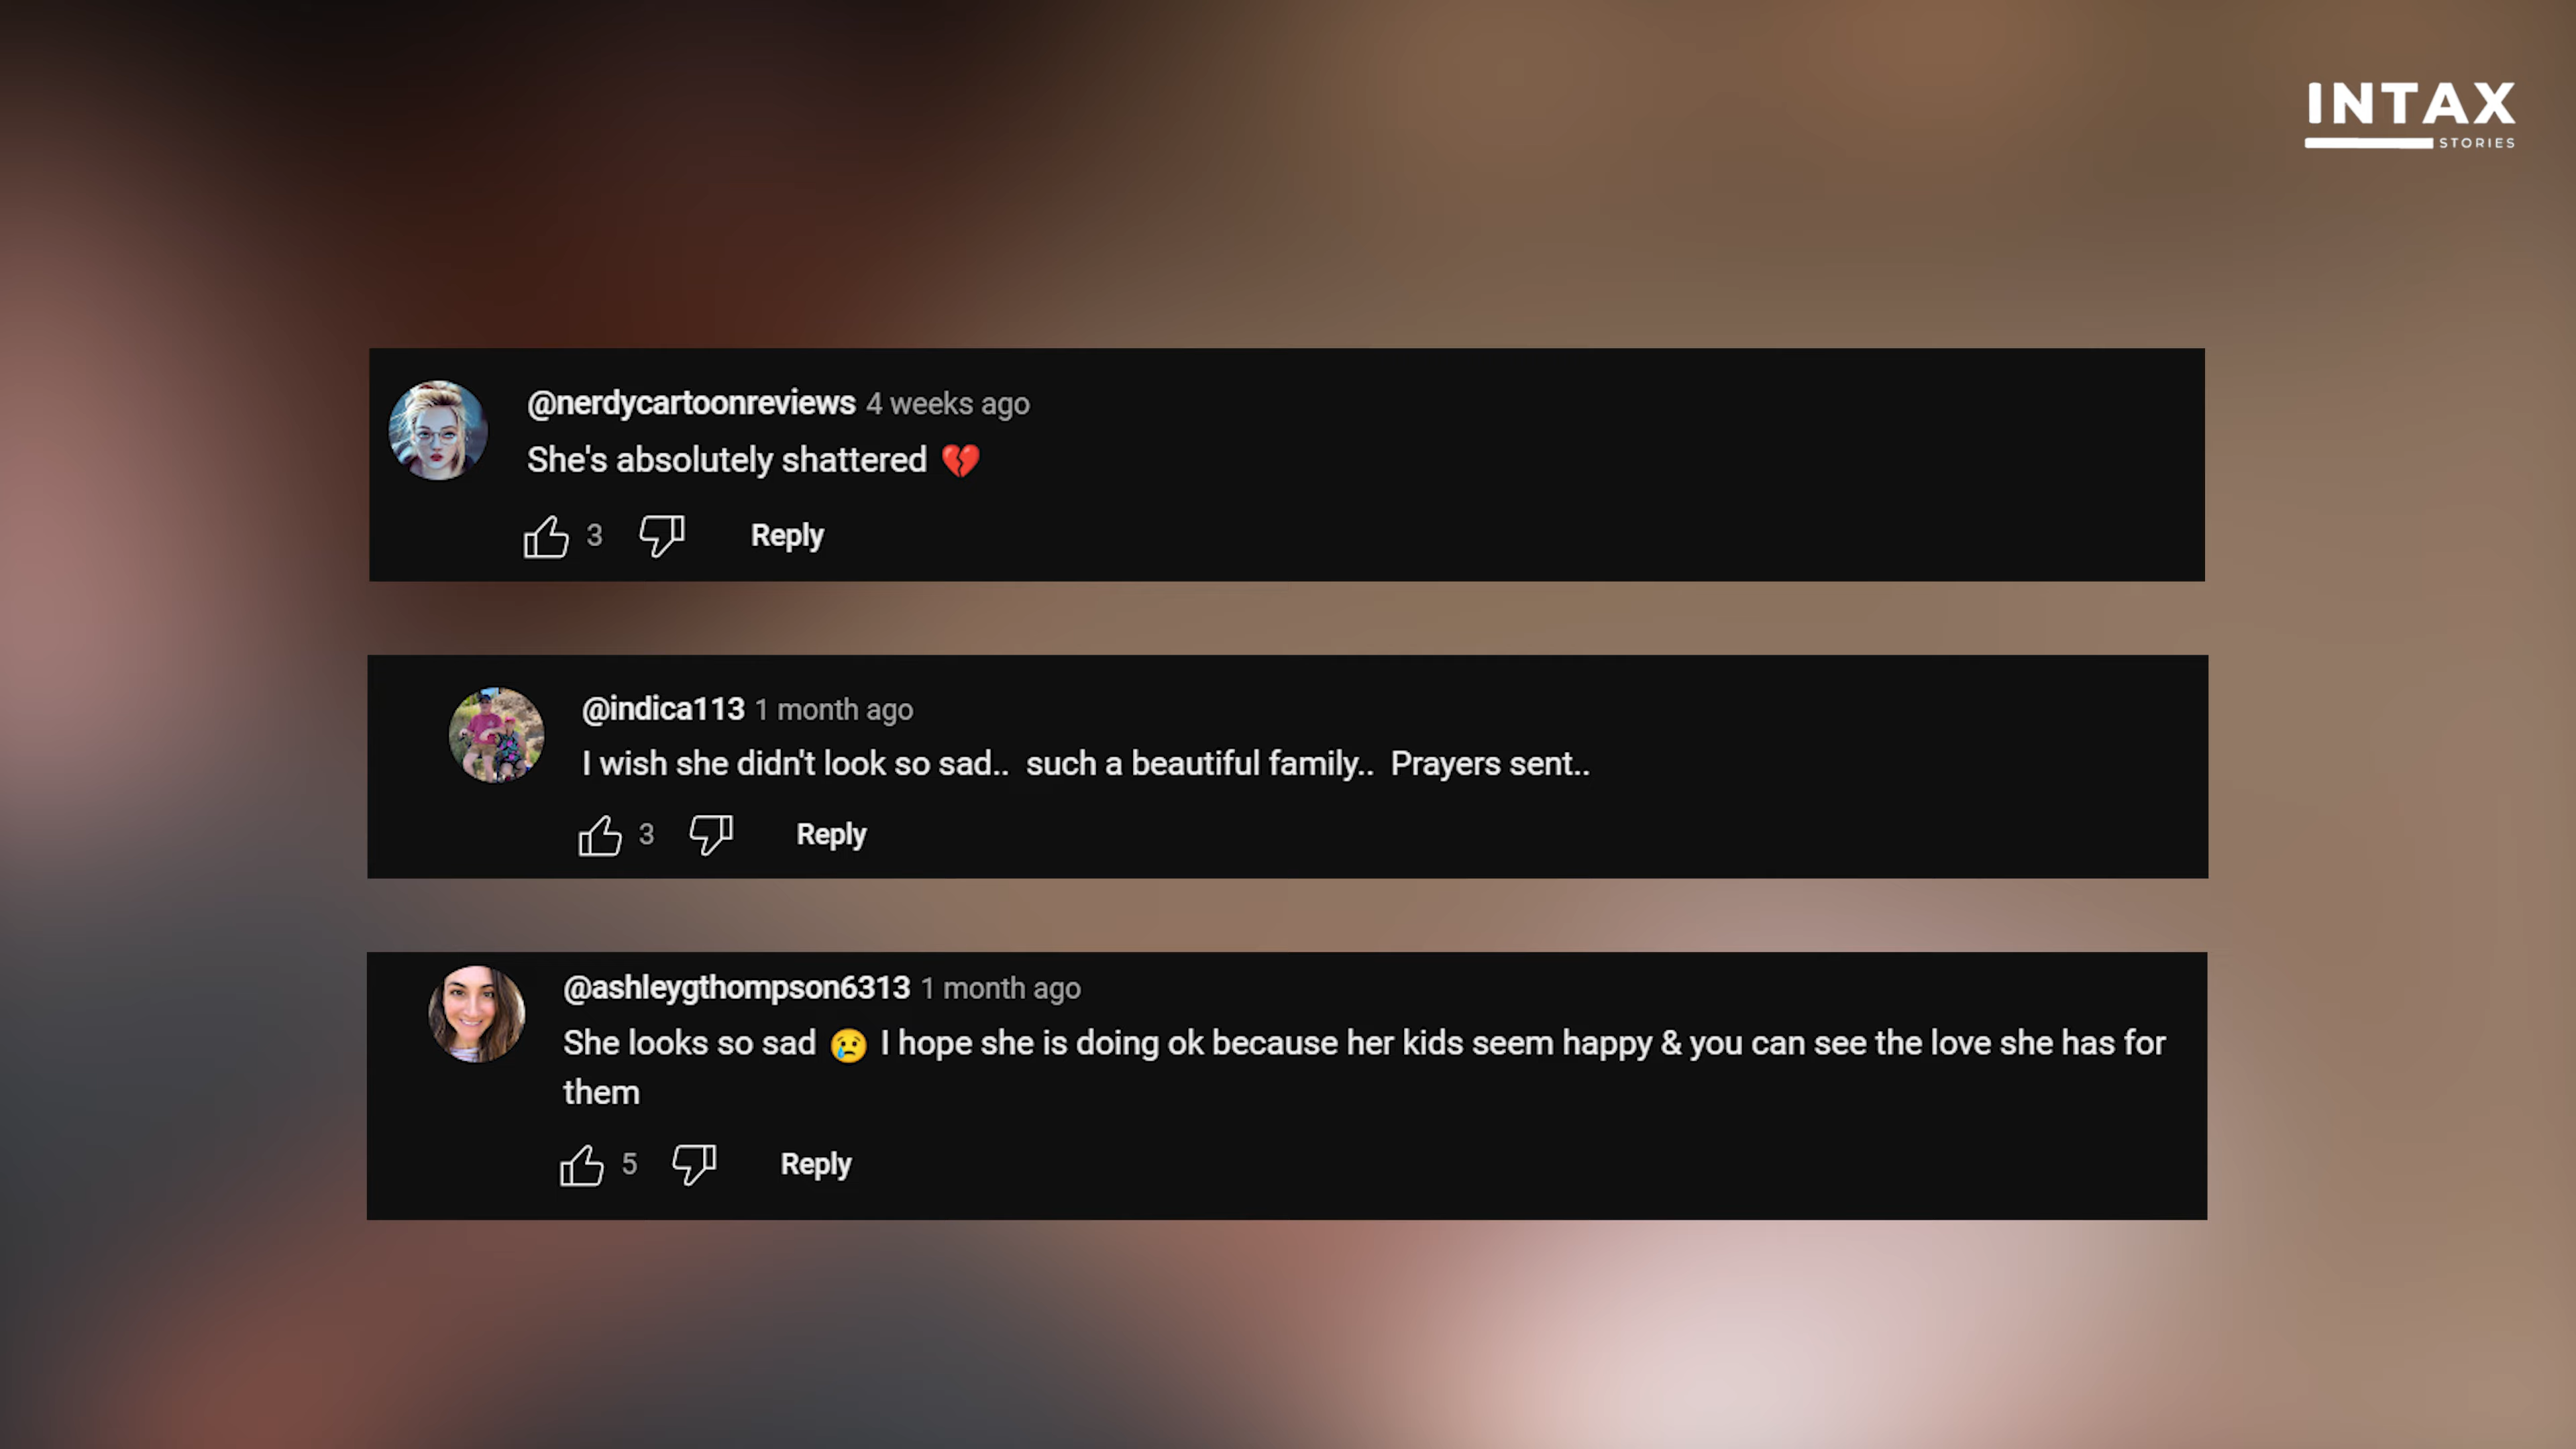 INTAX
STORIES
@nerdycartoonreviews 4 weeks ago
She's absolutely shattered 💔
3 Reply
@indica113 1 month ago
I wish she didn't look so sad.. such a beautiful family.. Prayers sent..
3 Reply
@ashleygthompson6313 1 month ago
She looks so sad 😢 I hope she is doing ok because her kids seem happy & you can see the love she has for
them
5 Reply